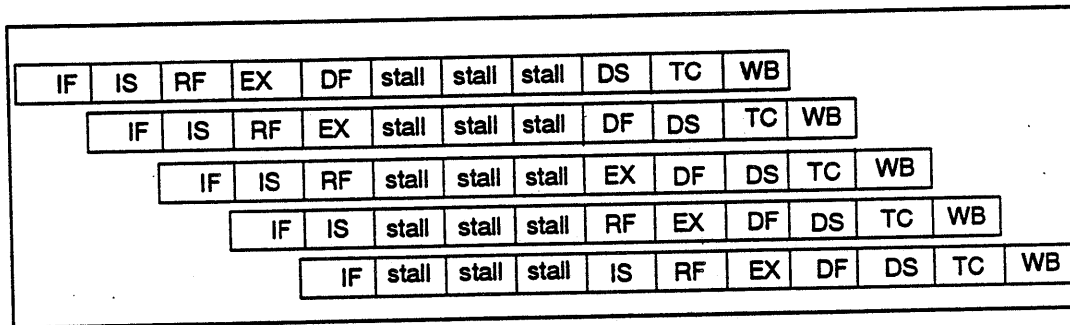 IF IS RF EX DF stall stall stall DS TC WB
IF IS RF EX stall stall stall DF DS TC WB
IF IS RF stall stall stall EX DF DS TC WB
IF IS stall stall stall RF EX DF DS TC WB
IF stall stall stall IS RF EX DF DS TC WB